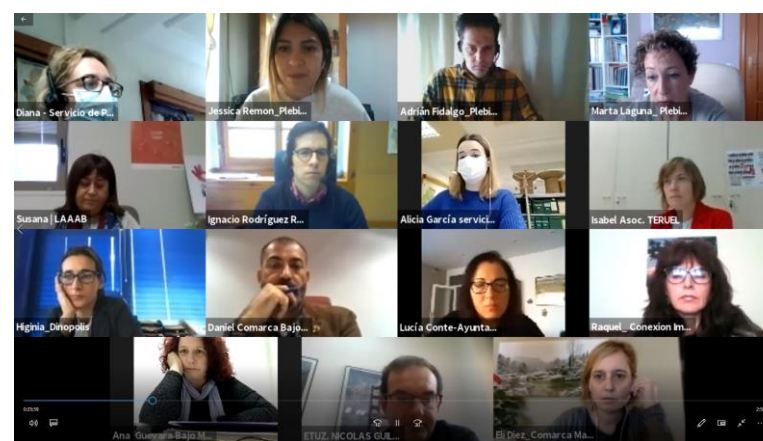 Diana - Servicio de P...
Jessica Remon_Plebi...
Adrián Fidalgo_Plebi...
Marta Laguna_ Plebi...
Susana | LAAAB
Ignacio Rodríguez R...
Alicia García servici...
Isabel Asoc. TERUEL
Higinia_Dinopolis
Daniel Comarca Bajo...
Lucía Conte-Ayunta...
Raquel_ Conexion Im...
Ana Guevara Bajo M...
ETUZ. NICOLAS GUIL...
Eli Diez_Comarca Ma...